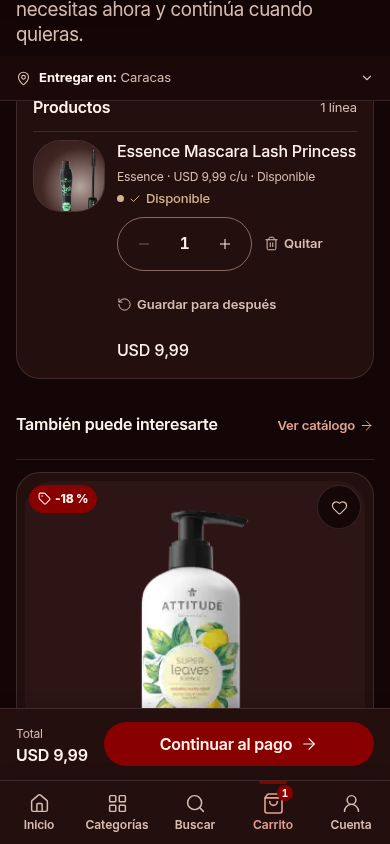 necesitas ahora y continúa cuando
quieras.
Entregar en: Caracas
Productos
1 línea
Essence Mascara Lash Princess
Essence · USD 9,99 c/u · Disponible
Disponible
1
Quitar
Guardar para después
USD 9,99
También puede interesarte
Ver catálogo
-18 %
ATTITUDE
SUPER
leaves
Total
USD 9,99
Continuar al pago
1
Inicio
Categorías
Buscar
Carrito
Cuenta